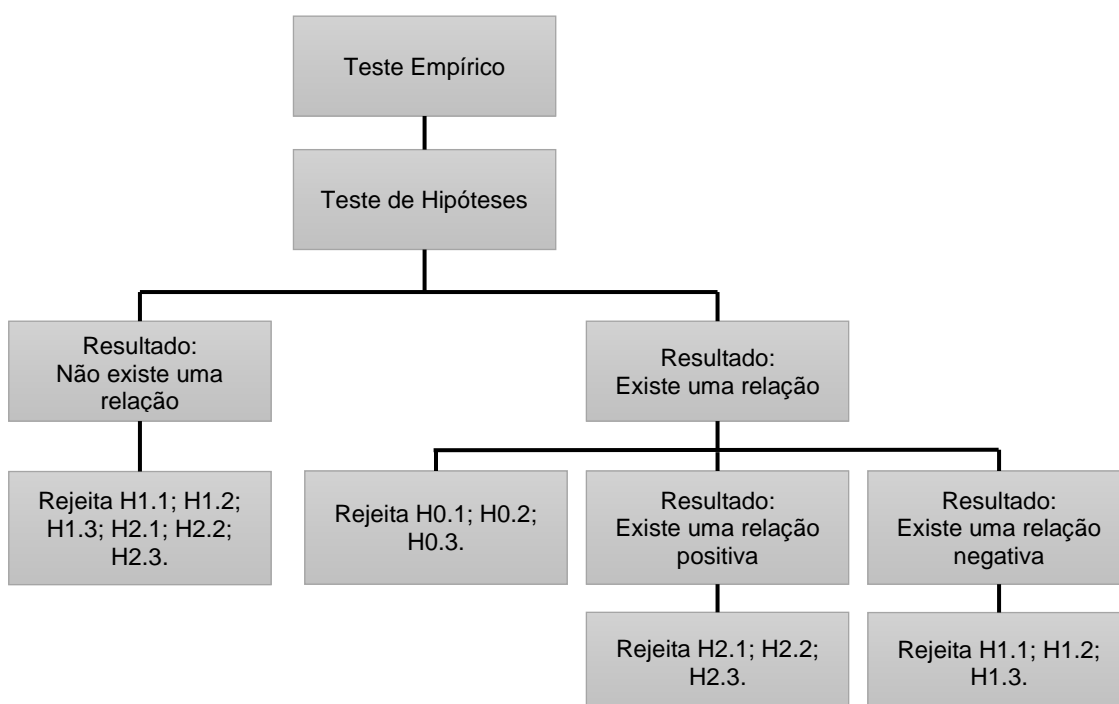 Teste Empírico
Teste de Hipóteses
Resultado:
Não existe uma
relação
Resultado:
Existe uma relação
Rejeita H1.1; H1.2;
H1.3; H2.1; H2.2;
H2.3.
Rejeita H0.1; H0.2;
H0.3.
Resultado:
Existe uma relação
positiva
Resultado:
Existe uma relação
negativa
Rejeita H2.1; H2.2;
H2.3.
Rejeita H1.1; H1.2;
H1.3.